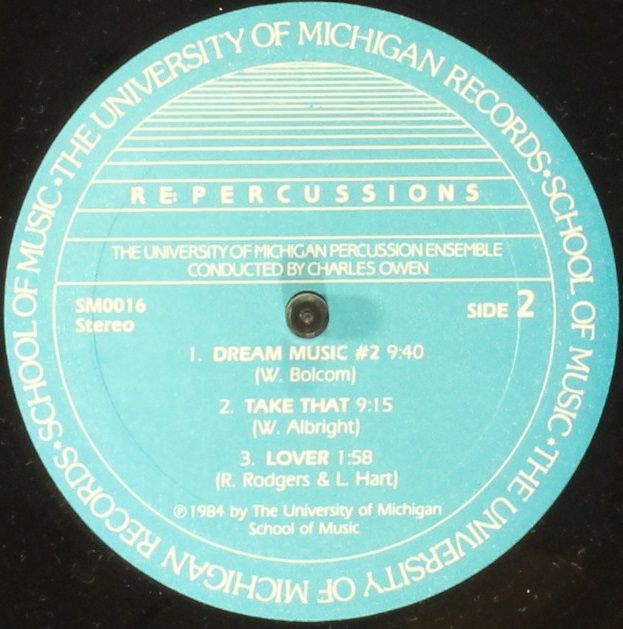 THE UNIVERSITY OF MICHIGAN RECORDS • SCHOOL OF MUSIC • THE UNIVERSITY OF MICHIGAN RECORDS • SCHOOL OF MUSIC •
RE: PERCUSSIONS
THE UNIVERSITY OF MICHIGAN PERCUSSION ENSEMBLE
CONDUCTED BY CHARLES OWEN
SM0016
Stereo
SIDE 2
1. DREAM MUSIC #2 9:40
(W. Bolcom)
2. TAKE THAT 9:15
(W. Albright)
3. LOVER 1:58
(R. Rodgers & L. Hart)
℗ 1984 by The University of Michigan
School of Music